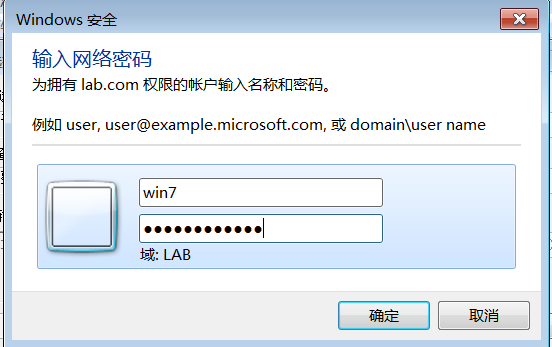 Windows 安全
输入网络密码
为拥有 lab.com 权限的帐户输入名称和密码。
例如 user, user@example.microsoft.com, 或 domain\user name
win7
●●●●●●●●●●●●
域: LAB
确定
取消